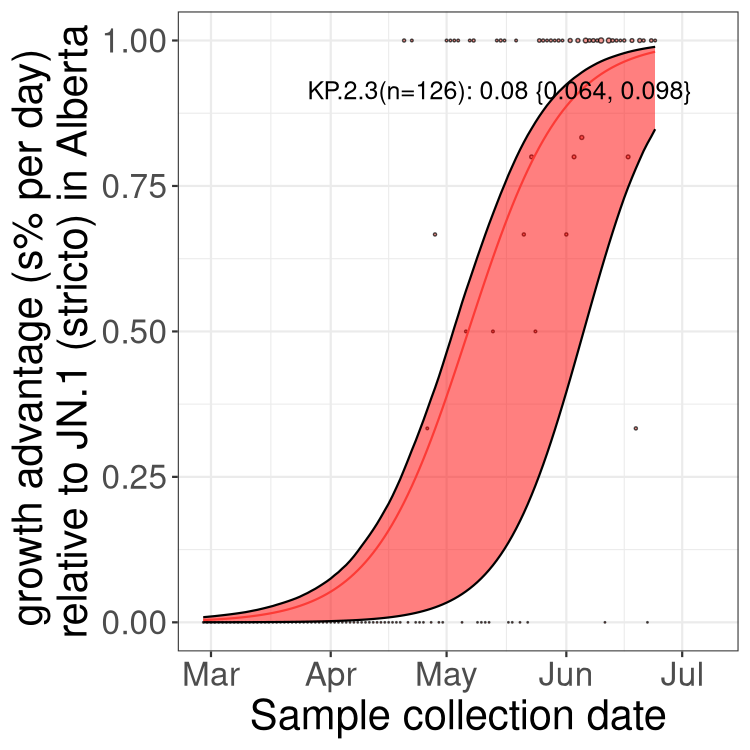 growth advantage (s% per day)
relative to JN.1 (stricto) in Alberta
1.00
0.75
0.50
0.25
0.00
KP.2.3(n=126): 0.08 {0.064, 0.098}
Mar Apr May Jun Jul
Sample collection date